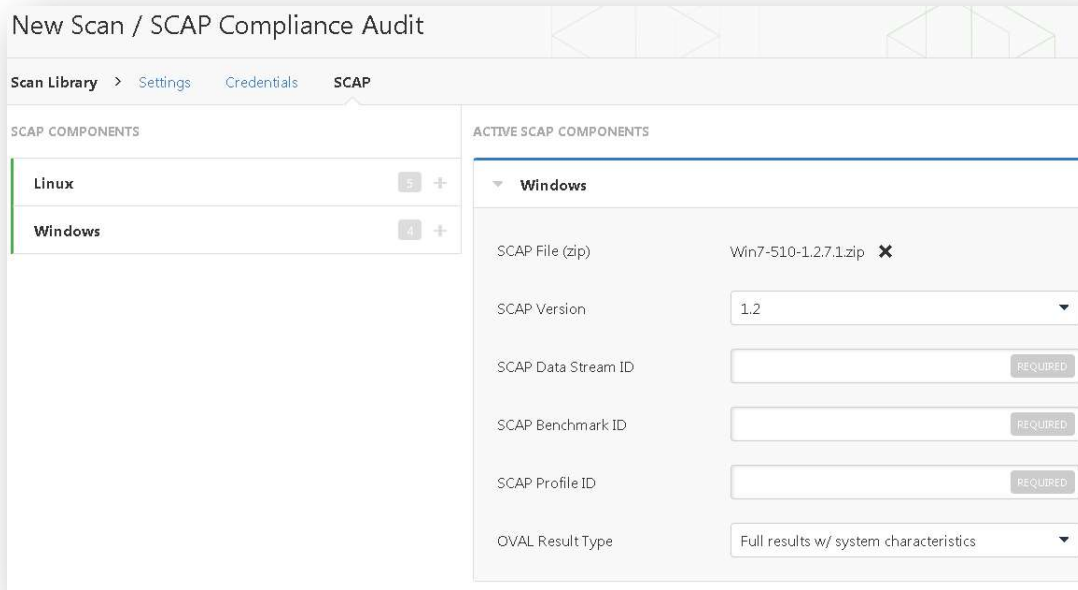 New Scan / SCAP Compliance Audit
Scan Library > Settings Credentials SCAP
SCAP COMPONENTS
Linux 5 +
Windows 4 +
ACTIVE SCAP COMPONENTS
Windows
SCAP File (zip) Win7-510-1.2.7.1.zip ✖
SCAP Version 1.2
SCAP Data Stream ID REQUIRED
SCAP Benchmark ID REQUIRED
SCAP Profile ID REQUIRED
OVAL Result Type Full results w/ system characteristics